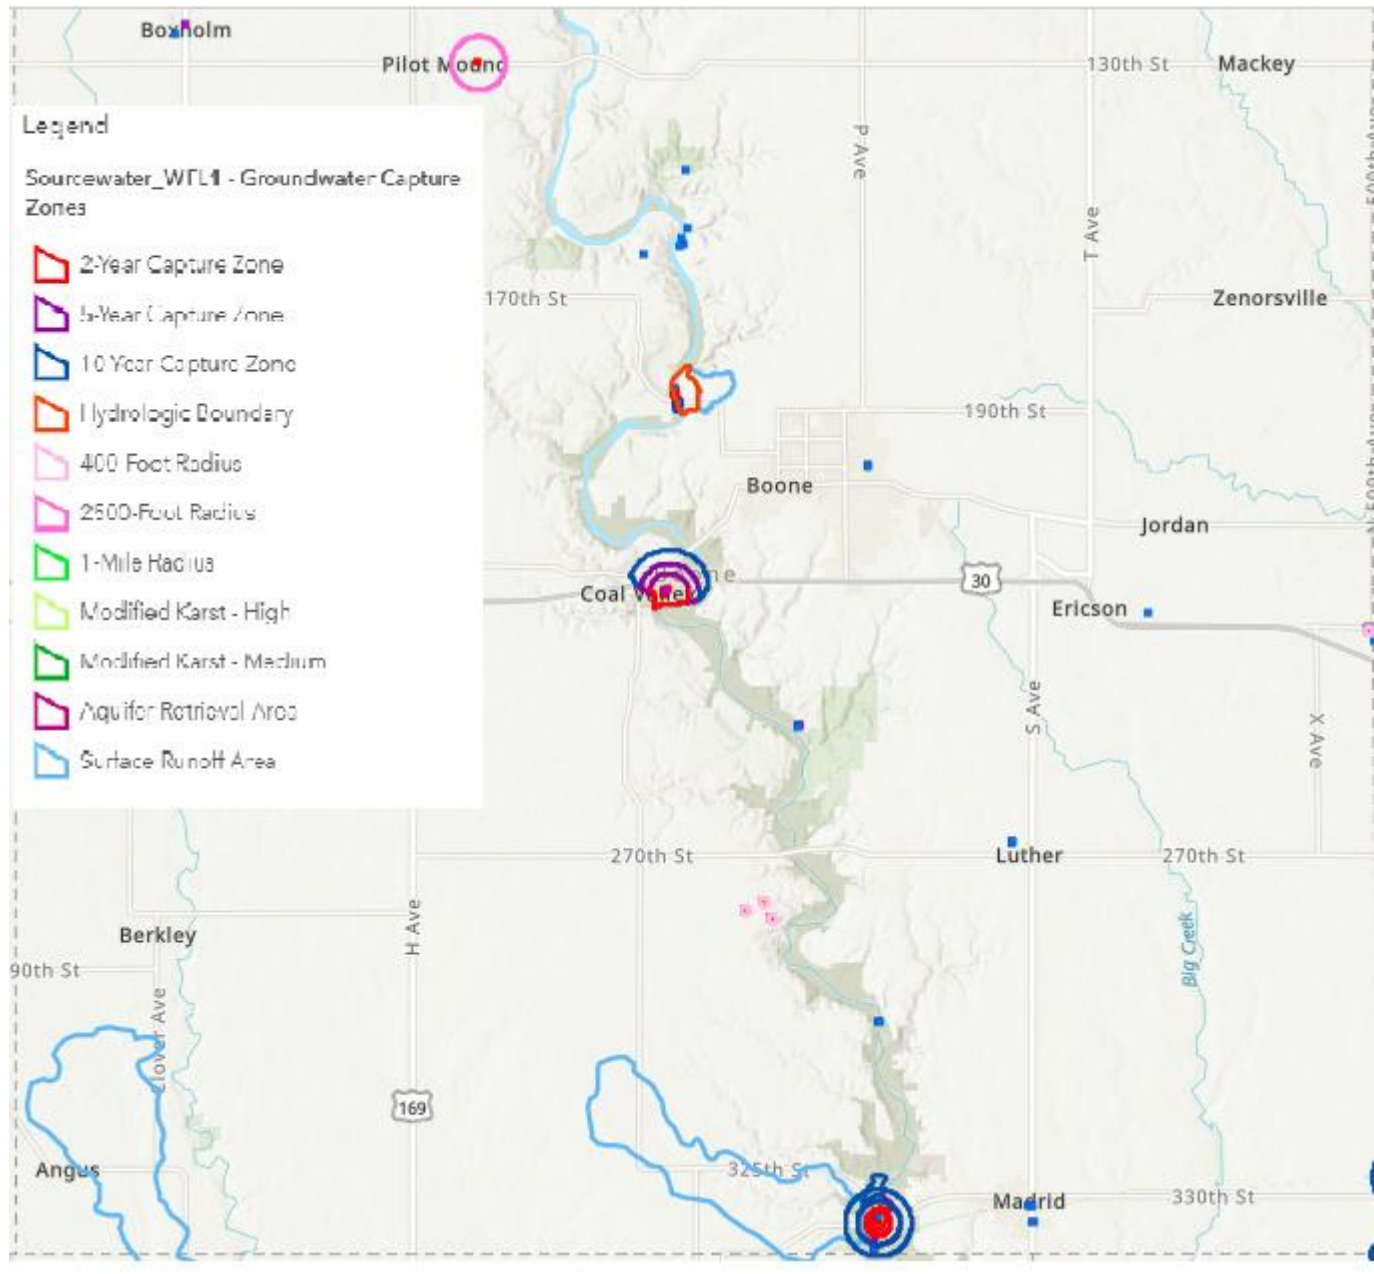 Boxholm
Pilot Mound
130th St
Mackey
Legend
Sourcewater_WTL1 - Groundwater Capture
Zones
2-Year Capture Zone
5-Year Capture Zone
10 Year Capture Zone
Hydrologic Boundary
400 Foot Radius
2500-Foot Radius
1-Mile Radius
Modified Karst - High
Modified Karst - Medium
Aquifer Retrieval Area
Surface Runoff Area
P Ave
T Ave
N 500th Ave
500th Ave
170th St
Zenorsville
190th St
Boone
Jordan
30
Coal Valley
Ericson
S Ave
X Ave
270th St
Luther
270th St
H Ave
Berkley
90th St
Big Creek
Clover Ave
169
Angus
325th St
Madrid
330th St